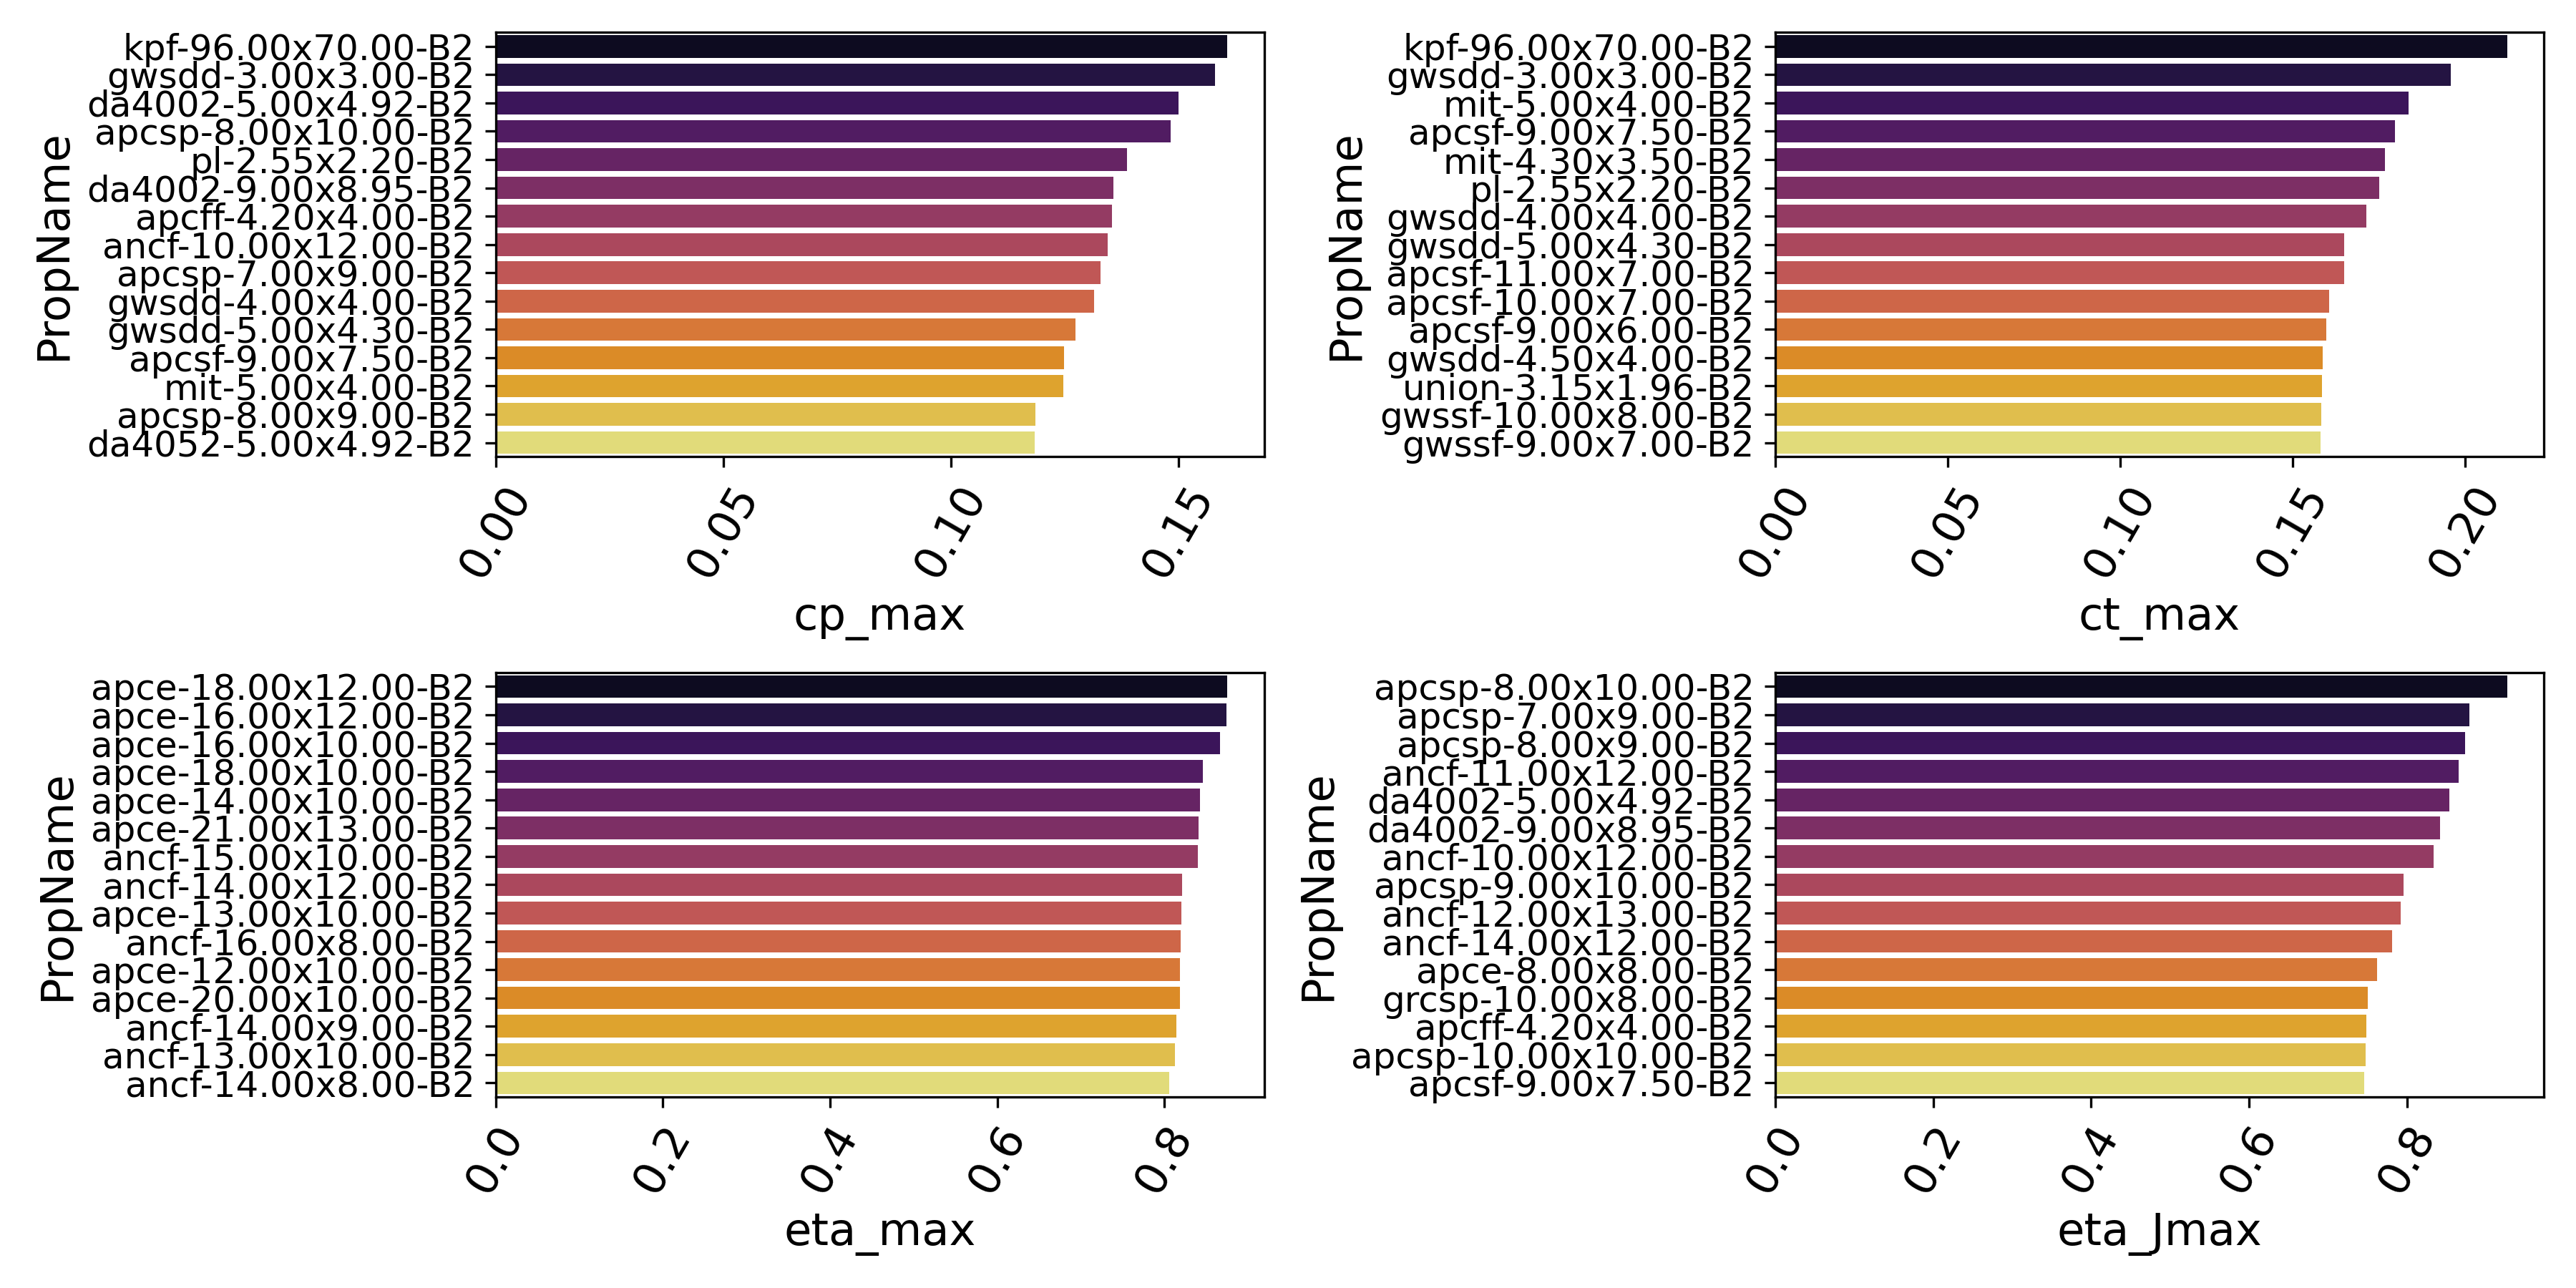 PropName
kpf-96.00x70.00-B2
gwsdd-3.00x3.00-B2
da4002-5.00x4.92-B2
apcsp-8.00x10.00-B2
pl-2.55x2.20-B2
da4002-9.00x8.95-B2
apcff-4.20x4.00-B2
ancf-10.00x12.00-B2
apcsp-7.00x9.00-B2
gwsdd-4.00x4.00-B2
gwsdd-5.00x4.30-B2
apcsf-9.00x7.50-B2
mit-5.00x4.00-B2
apcsp-8.00x9.00-B2
da4052-5.00x4.92-B2
0.00 0.05 0.10 0.15
cp_max
PropName
kpf-96.00x70.00-B2
gwsdd-3.00x3.00-B2
mit-5.00x4.00-B2
apcsf-9.00x7.50-B2
mit-4.30x3.50-B2
pl-2.55x2.20-B2
gwsdd-4.00x4.00-B2
gwsdd-5.00x4.30-B2
apcsf-11.00x7.00-B2
apcsf-10.00x7.00-B2
apcsf-9.00x6.00-B2
gwsdd-4.50x4.00-B2
union-3.15x1.96-B2
gwssf-10.00x8.00-B2
gwssf-9.00x7.00-B2
0.00 0.05 0.10 0.15 0.20
ct_max
PropName
apce-18.00x12.00-B2
apce-16.00x12.00-B2
apce-16.00x10.00-B2
apce-18.00x10.00-B2
apce-14.00x10.00-B2
apce-21.00x13.00-B2
ancf-15.00x10.00-B2
ancf-14.00x12.00-B2
apce-13.00x10.00-B2
ancf-16.00x8.00-B2
apce-12.00x10.00-B2
apce-20.00x10.00-B2
ancf-14.00x9.00-B2
ancf-13.00x10.00-B2
ancf-14.00x8.00-B2
0.0 0.2 0.4 0.6 0.8
eta_max
PropName
apcsp-8.00x10.00-B2
apcsp-7.00x9.00-B2
apcsp-8.00x9.00-B2
ancf-11.00x12.00-B2
da4002-5.00x4.92-B2
da4002-9.00x8.95-B2
ancf-10.00x12.00-B2
apcsp-9.00x10.00-B2
ancf-12.00x13.00-B2
ancf-14.00x12.00-B2
apce-8.00x8.00-B2
grcsp-10.00x8.00-B2
apcff-4.20x4.00-B2
apcsp-10.00x10.00-B2
apcsf-9.00x7.50-B2
0.0 0.2 0.4 0.6 0.8
eta_Jmax